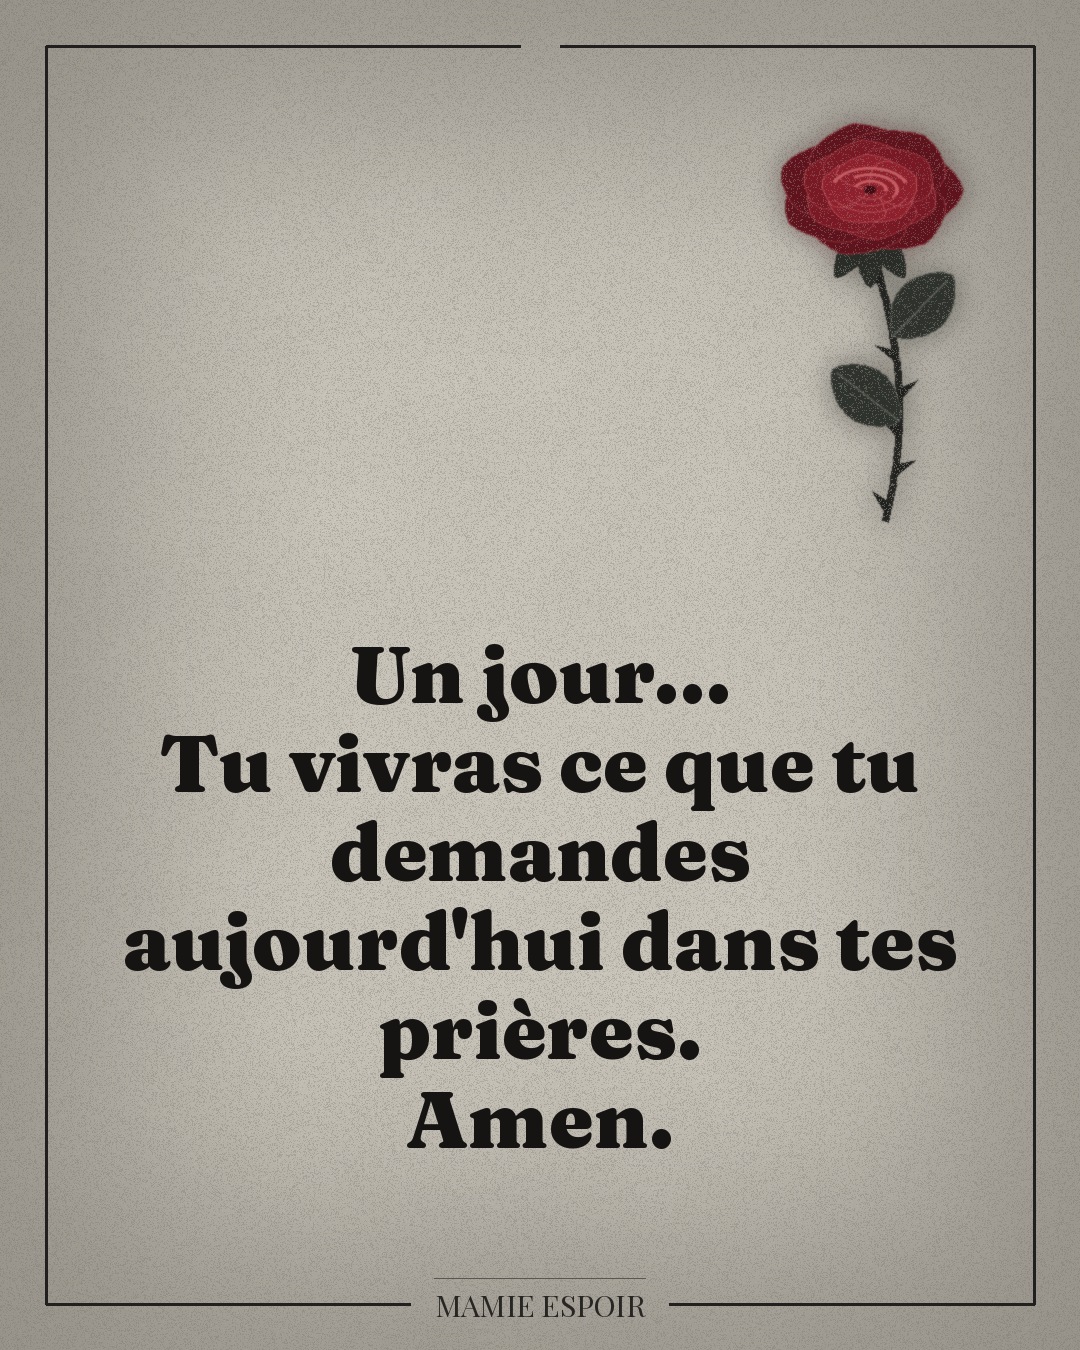 Un jour...
Tu vivras ce que tu
demandes
aujourd'hui dans tes
prières.
Amen.
MAMIE ESPOIR